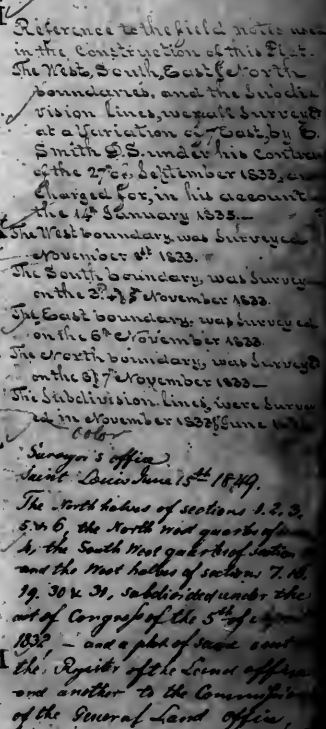 Reference to the field notes used
in the Construction of this Plat.
The West, South, East & North
boundaries, and the Subdi
vision lines, were all Surveyed
at a Variation of 7° East, by E.
Smith D.S. under his Contract
of the 27th of September 1833, and
Charged for, in his account
the 14th January 1835.—
The West boundary was Surveyed
November 8th 1833.
The South boundary, was Survey
on the November 1833.
The East boundary, was Survey ed
on the 6th November 1833.
The North boundary, was Surveyed
on the 6 & 7th November 1833—
The Subdivision lines, were Survey
ed in November 1833 & June
Color
Surveyor's office
Saint Louis June 15th 1849.
The North halves of sections 1. 2. 3.
5 & 6, the North West quarter of
4, the South West quarter of section
and the West halves of sections 7. 18.
19. 30 & 31, subdivided under the
act of Congress of the 5th of
1832, — and a plat of same sent
the Register of the Land office
and another to the Commissioner
of the General Land Office,